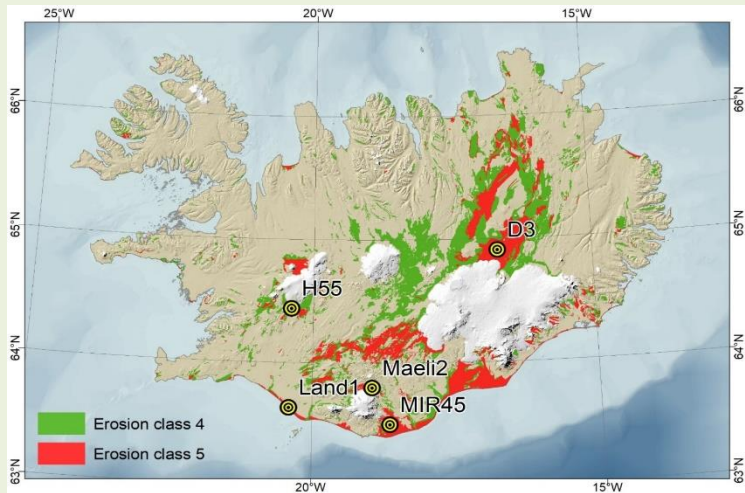 25°W 20°W 15°W
66°N 66°N
65°N 65°N
D3
H55
64°N 64°N
Maeli2
Land1
MIR45
Erosion class 4
Erosion class 5
63°N 63°N
20°W 15°W